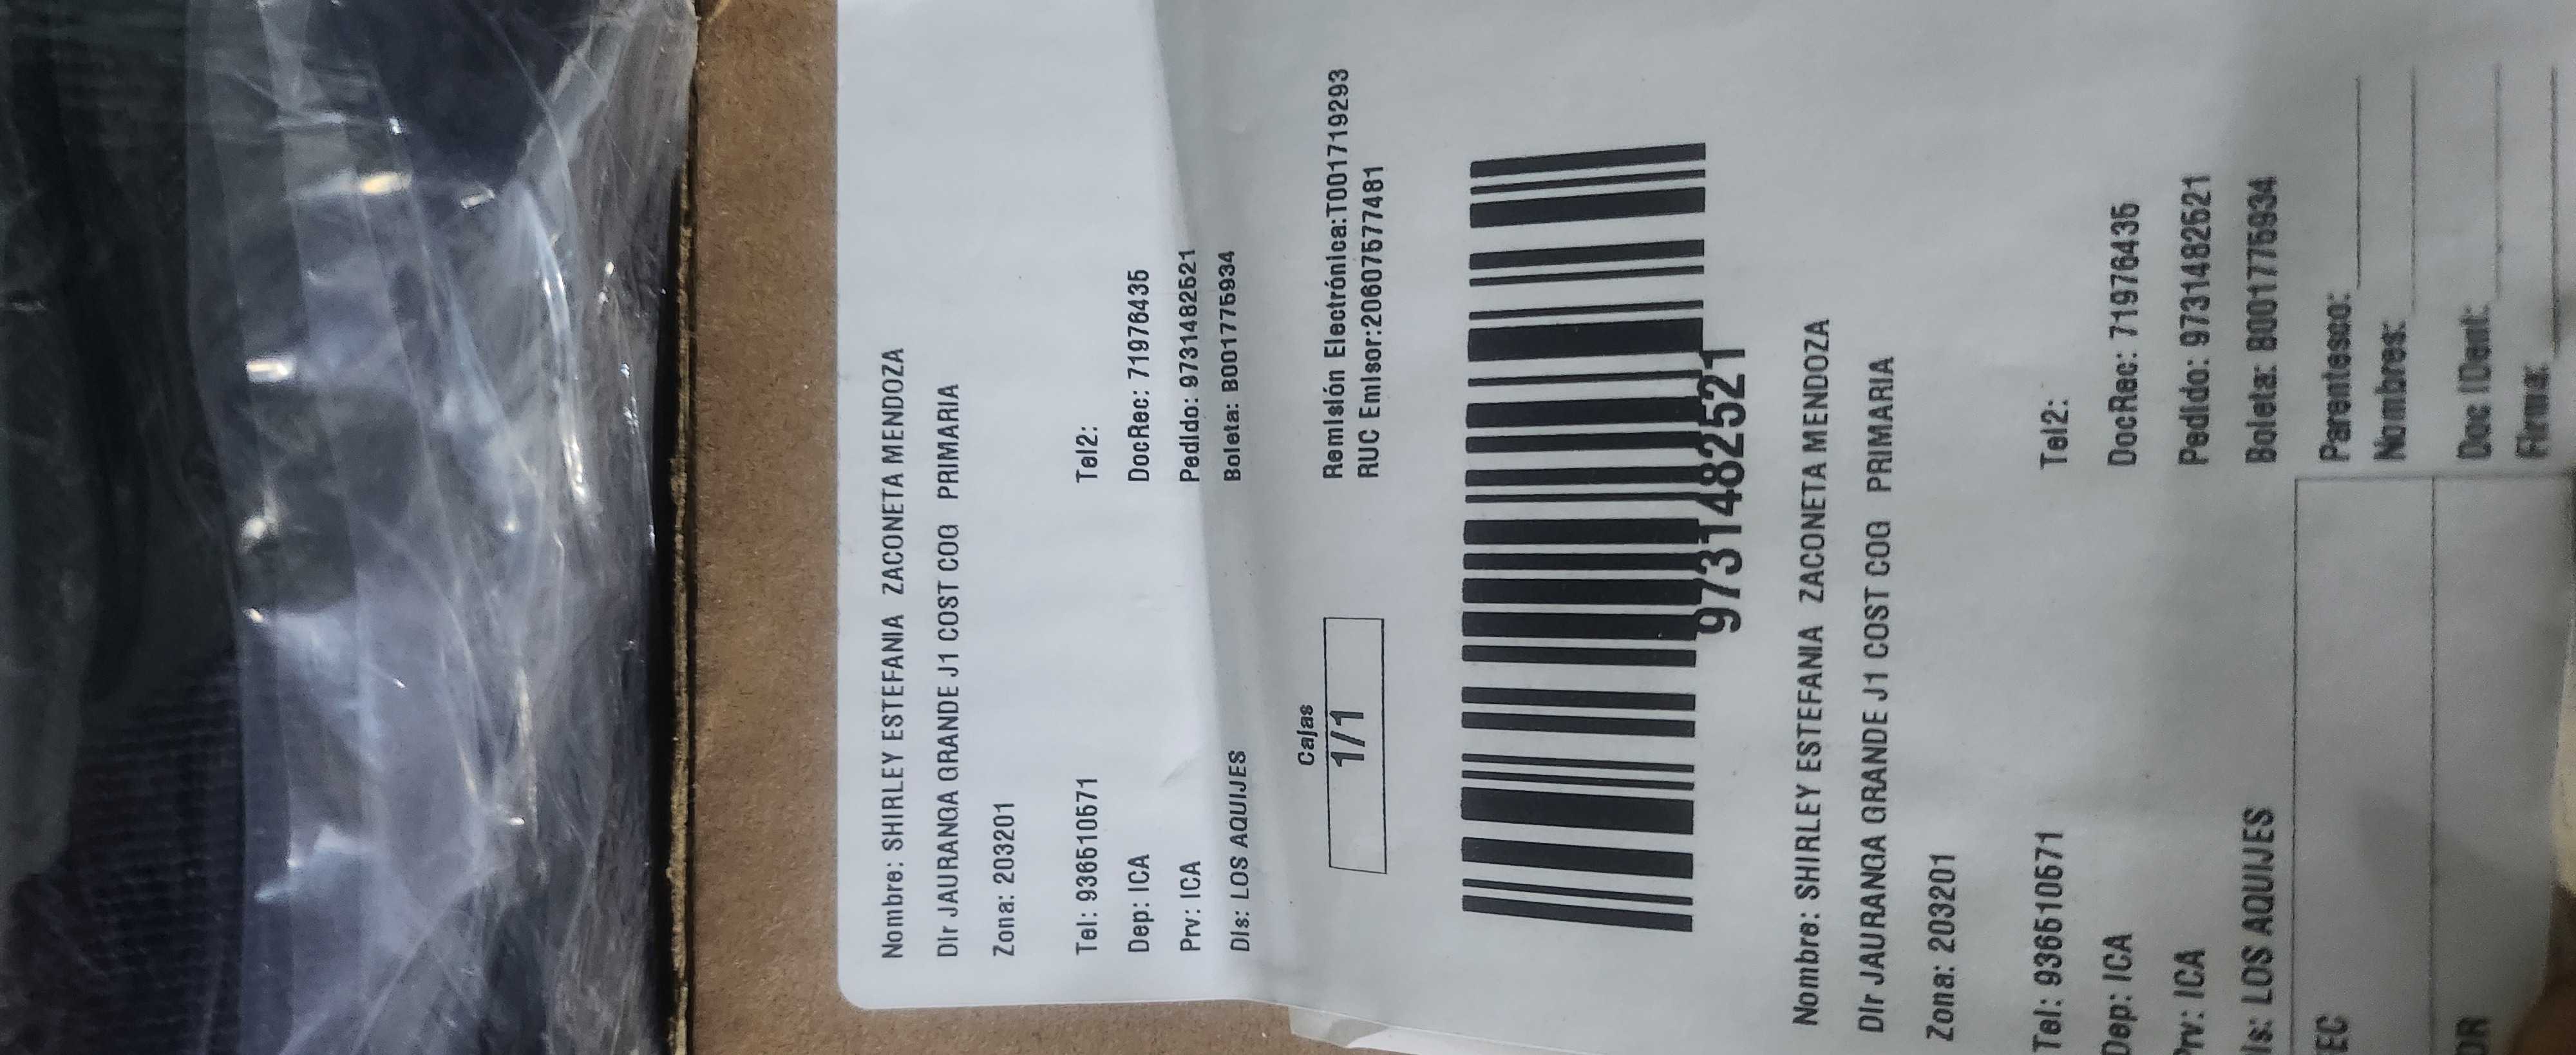 Nombre: SHIRLEY ESTEFANIA ZACONETA MENDOZA
Dir JAURANGA GRANDE J1 COST COG PRIMARIA
Zona: 203201
Tel: 936510571 Tel2:
Dep: ICA DocRec: 71976435
Prv: ICA Pedido: 9731482521
Dis: LOS AQUIJES Boleta: B001775934
Cajas
1/1
Remisión Electrónica:T001719293
RUC Emisor:20607577481
9731482521
Nombre: SHIRLEY ESTEFANIA ZACONETA MENDOZA
Dir JAURANGA GRANDE J1 COST COG PRIMARIA
Zona: 203201
Tel: 936510571 Tel2:
Dep: ICA DocRec: 71976435
Prv: ICA Pedido: 9731482521
is: LOS AQUIJES Boleta: B001775934
EC Parentesco:
Nombres:
OR Doc IDent:
Firma: